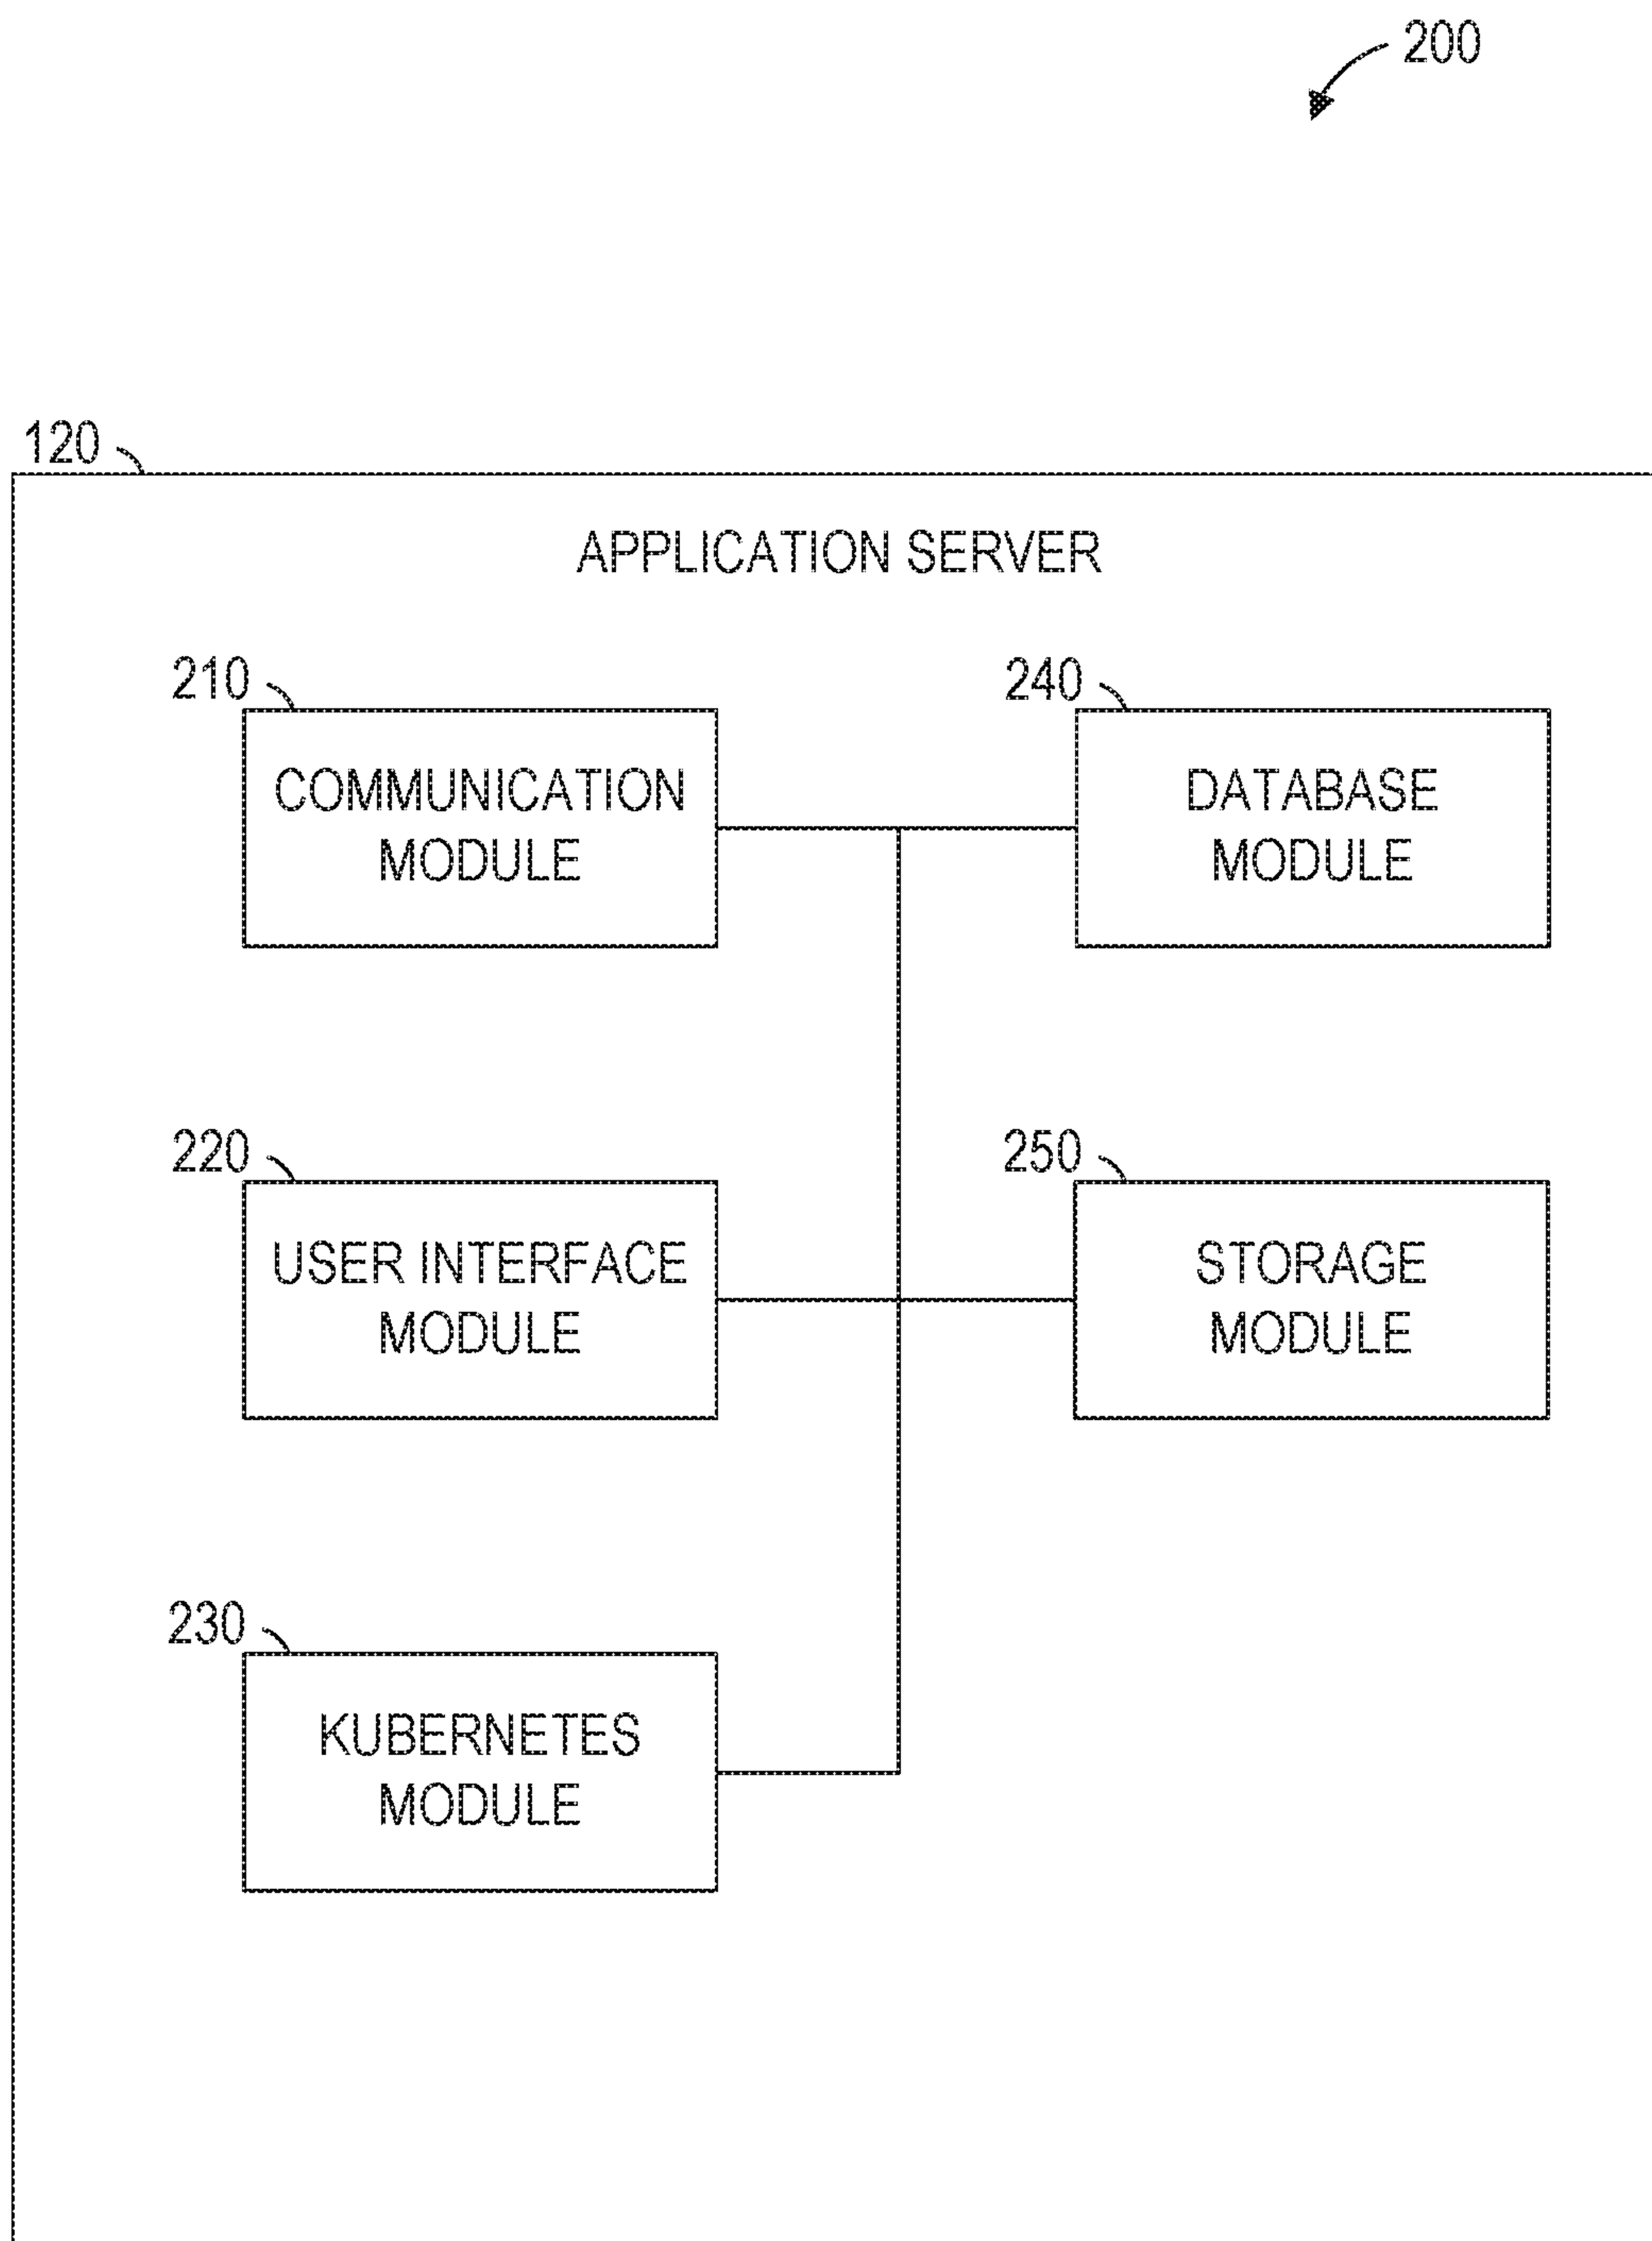 200
120
APPLICATION SERVER
210
COMMUNICATION
MODULE
240
DATABASE
MODULE
220
USER INTERFACE
MODULE
250
STORAGE
MODULE
230
KUBERNETES
MODULE